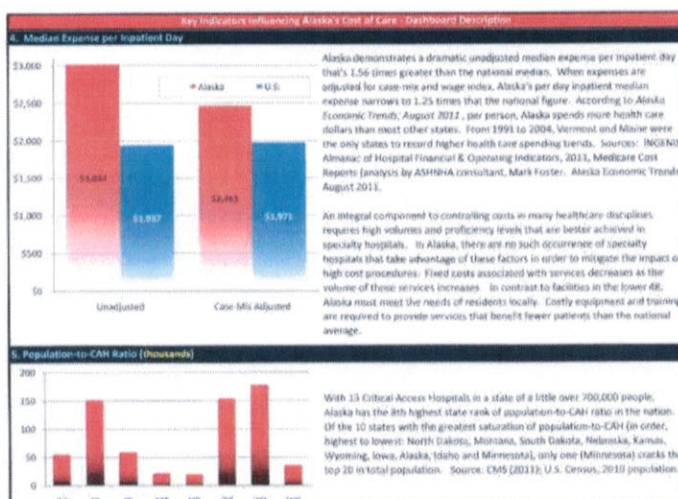 Key Indicators Influencing Alaska's Cost of Care - Dashboard Description
4. Median Expense per Inpatient Day
$3,000
$2,500
$2,000
$1,500
$1,000
$500
$0
Alaska
U.S.
$1,937
$2,463
$1,971
Unadjusted
Case-Mix Adjusted
Alaska demonstrates a dramatic unadjusted median expense per inpatient day
that's 1.56 times greater than the national median. When expenses are
adjusted for case-mix and wage index, Alaska's per day inpatient median
expense narrows to 1.25 times that the national figure. According to Alaska
Economic Trends, August 2011, per person, Alaska spends more health care
dollars than most other states. From 1991 to 2004, Vermont and Maine were
the only states to record higher health care spending trends. Sources: INGENIX
Almanac of Hospital Financial & Operating Indicators, 2011, Medicare Cost
Reports (analysis by ASHNHA consultant, Mark Foster. Alaska Economic Trends
August 2011.
An integral component to controlling costs in many healthcare disciplines
requires high volumes and proficiency levels that are better achieved in
specialty hospitals. In Alaska, there are no such occurrence of specialty
hospitals that take advantage of these factors in order to mitigate the impact o
high cost procedures. Fixed costs associated with services decreases as the
volume of those services increases. In contrast to facilities in the lower 48,
Alaska must meet the needs of residents locally. Costly equipment and training
are required to provide services that benefit fewer patients than the national
average.
5. Population-to-CAH Ratio (thousands)
200
150
100
50
0
With 13 Critical Access Hospitals in a state of a little over 700,000 people,
Alaska has the 8th highest state rank of population-to-CAH ratio in the nation.
Of the 10 states with the greatest saturation of population-to-CAH (in order,
highest to lowest: North Dakota, Montana, South Dakota, Nebraska, Kansas,
Wyoming, Iowa, Alaska, Idaho and Minnesota), only one (Minnesota) cracks the
top 20 in total population. Source: CMS (2011); U.S. Census, 2010 population.